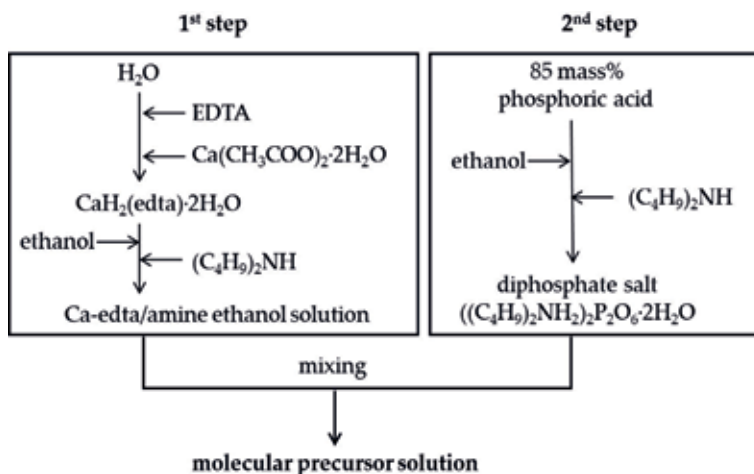 1st step
H₂O
EDTA
Ca(CH₃COO)₂·2H₂O
CaH₂(edta)·2H₂O
ethanol
(C₄H₉)₂NH
Ca-edta/amine ethanol solution
2nd step
85 mass%
phosphoric acid
ethanol
(C₄H₉)₂NH
diphosphate salt
((C₄H₉)₂NH₂)₂P₂O₆·2H₂O
mixing
molecular precursor solution